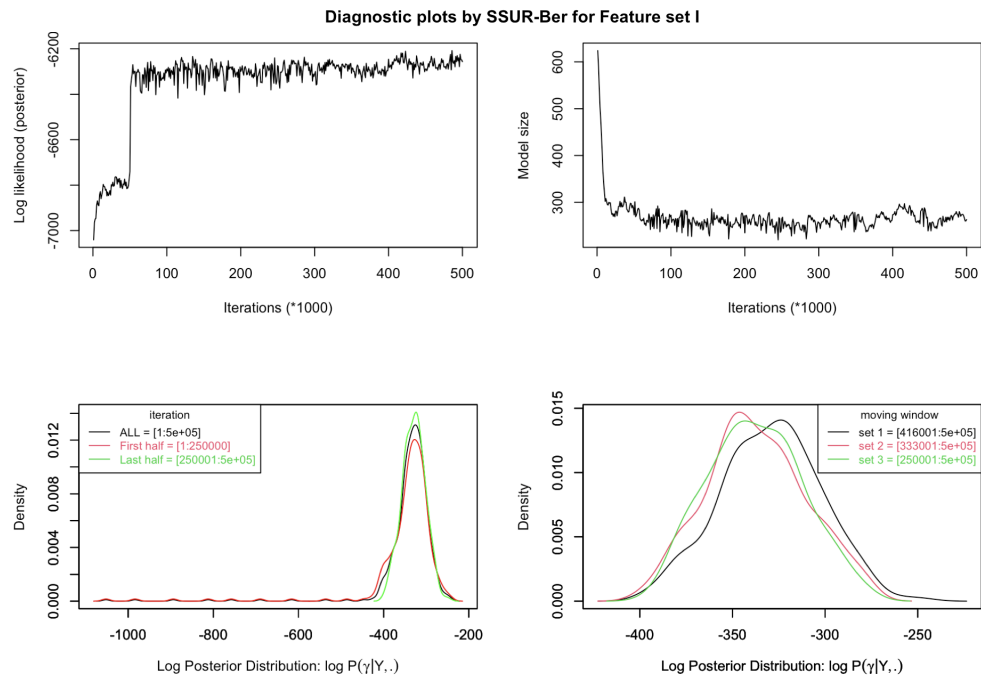 Diagnostic plots by SSUR-Ber for Feature set I
Log likelihood (posterior)
-6200
-6600
-7000
0 100 200 300 400 500
Iterations (*1000)
Model size
600
500
400
300
0 100 200 300 400 500
Iterations (*1000)
Density
0.012
0.008
0.004
0.000
iteration
ALL = [1:5e+05]
First half = [1:250000]
Last half = [250001:5e+05]
-1000 -800 -600 -400 -200
Log Posterior Distribution: log P(γ|Y,.)
Density
0.015
0.010
0.005
0.000
moving window
set 1 = [416001:5e+05]
set 2 = [333001:5e+05]
set 3 = [250001:5e+05]
-400 -350 -300 -250
Log Posterior Distribution: log P(γ|Y,.)